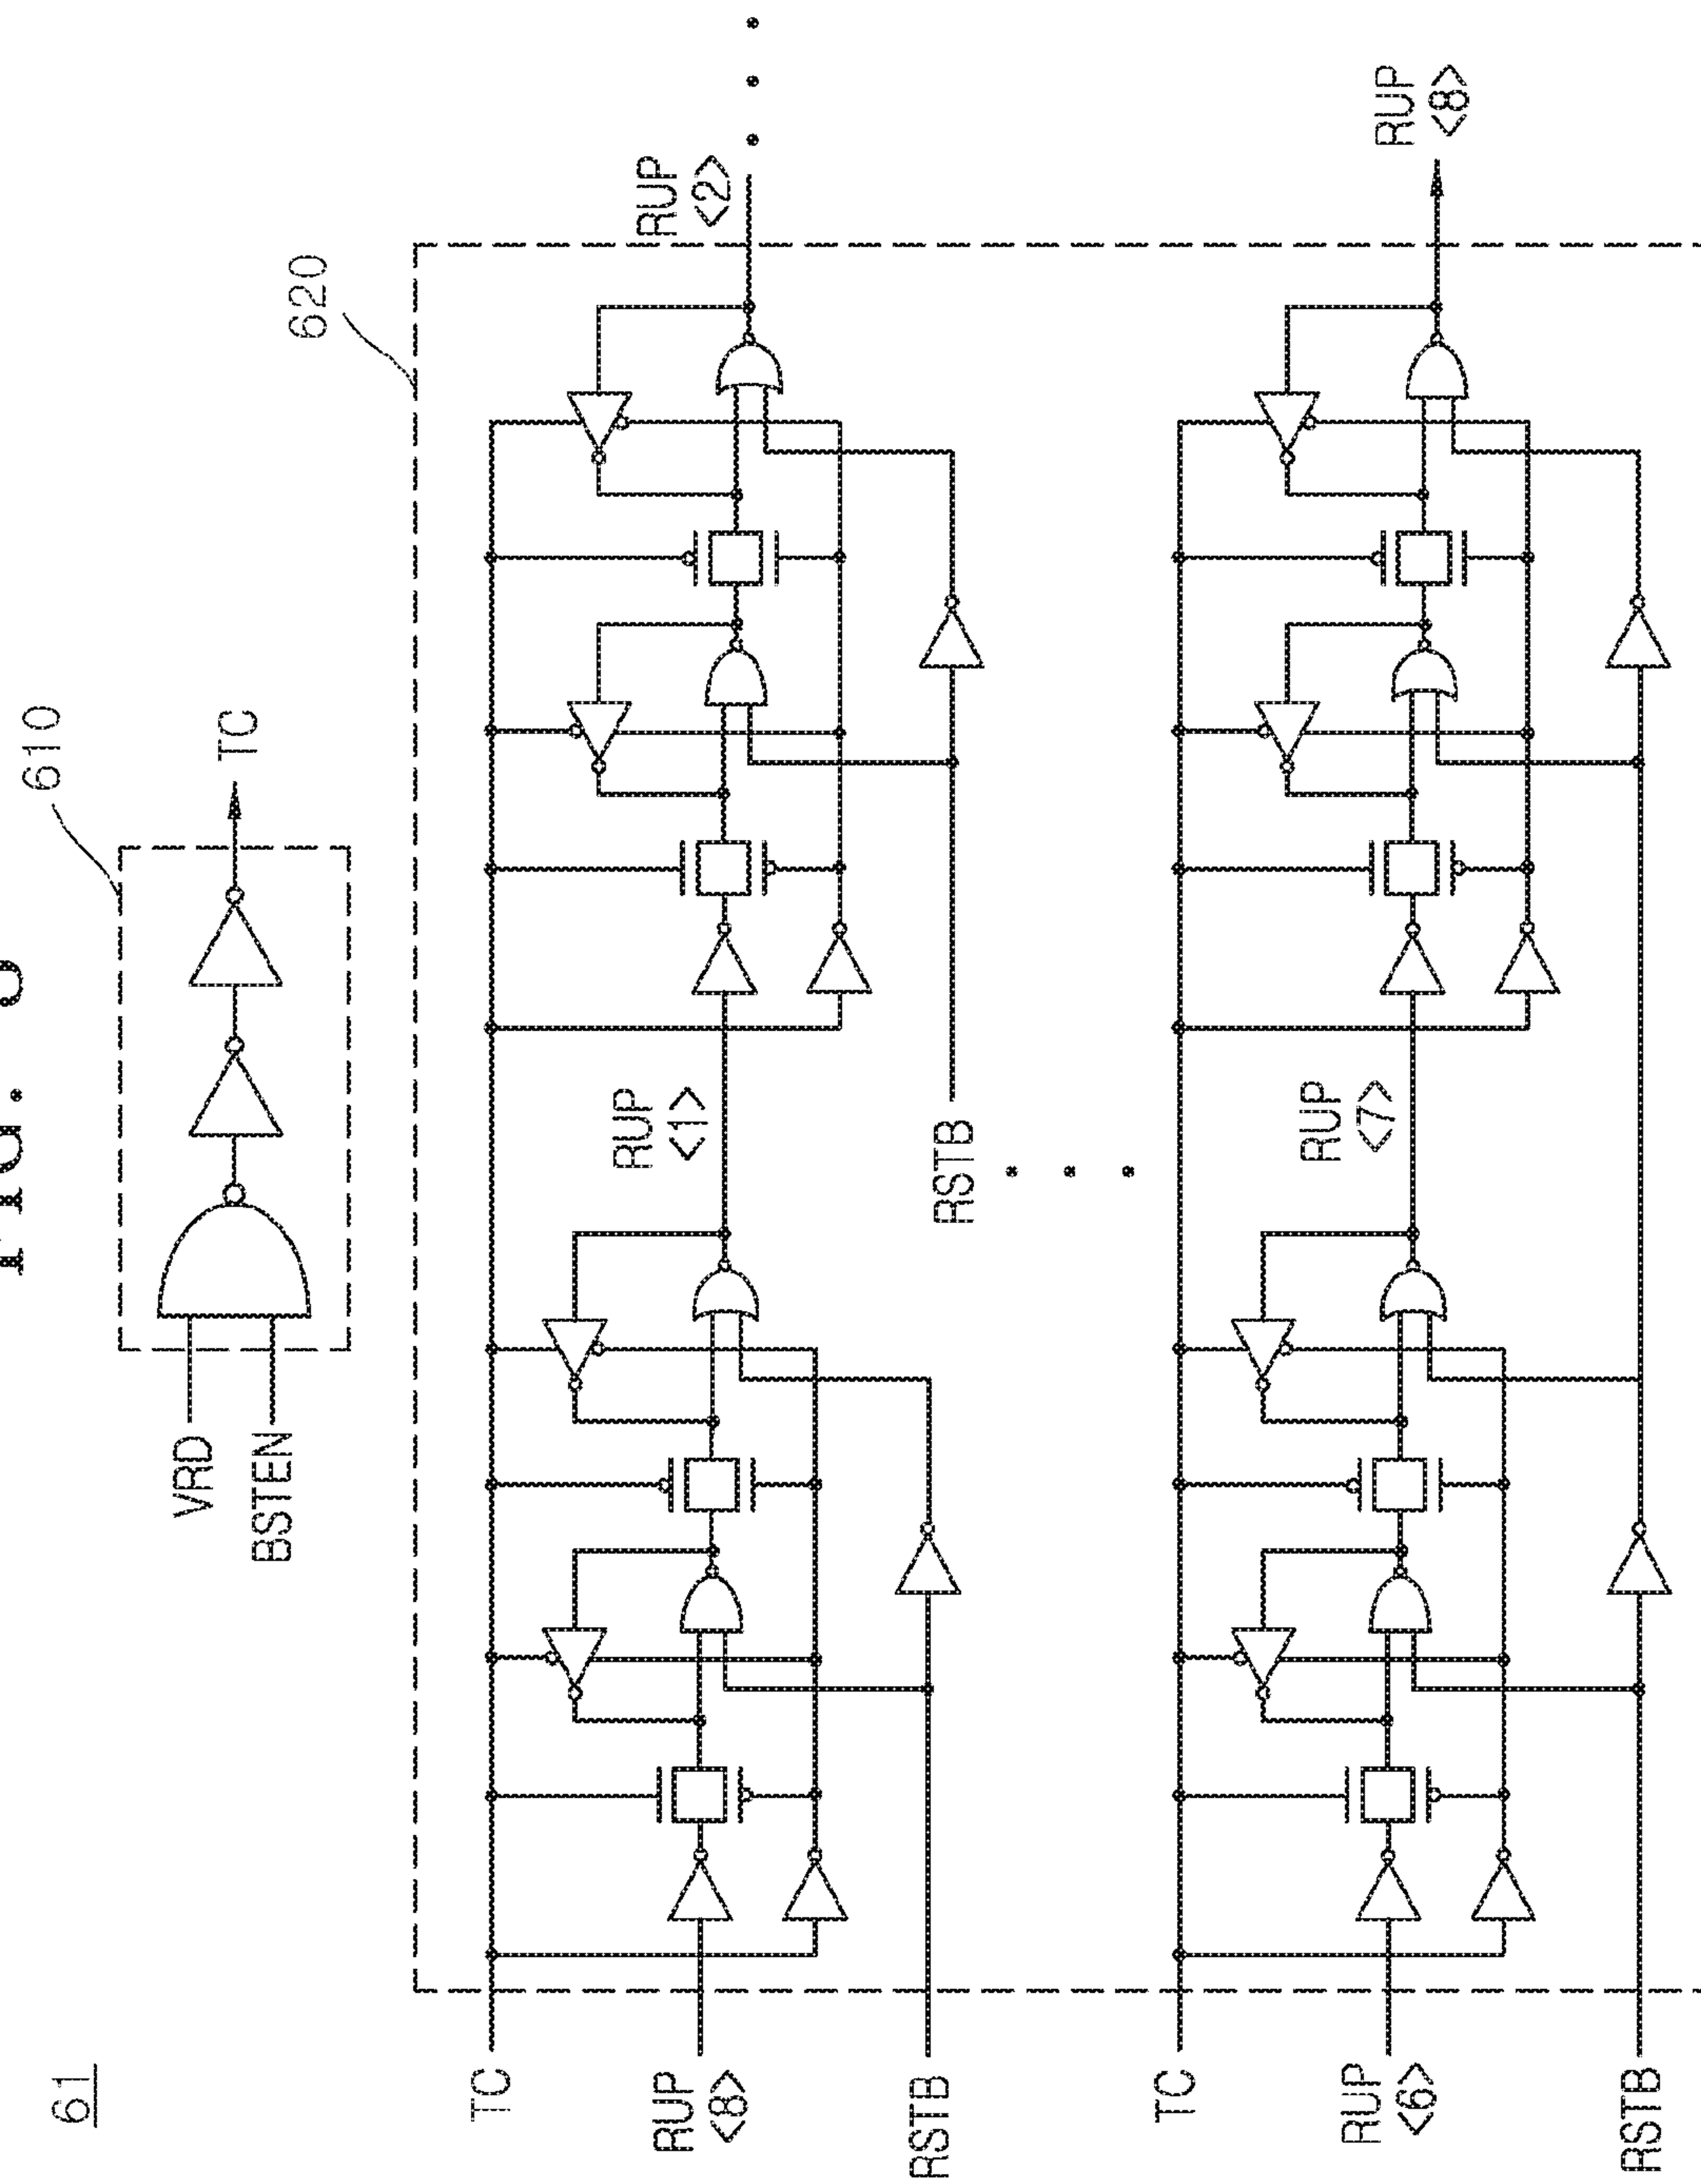 61
610
VRD
BSTEN
TC
620
TC
RUP
<8>
RSTB
RUP
<1>
RSTB
RUP
<2>
TC
RUP
<6>
RSTB
RUP
<7>
RUP
<8>